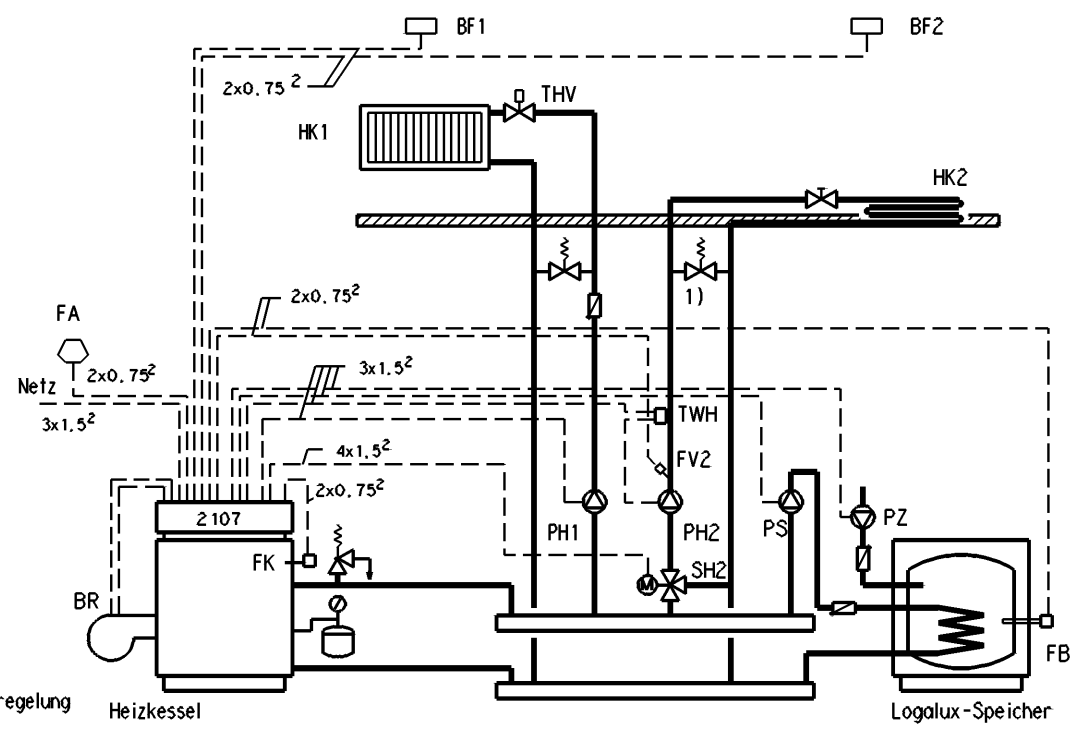 BF1
BF2
2x0.75²
THV
HK1
HK2
1)
2x0.75²
FA
3x1.5²
2x0.75²
Netz
3x1.5²
TWH
4x1.5²
FV2
2x0.75²
2107
PH1
PH2
PS
PZ
FK
SH2
M
BR
FB
regelung
Heizkessel
Logalux-Speicher